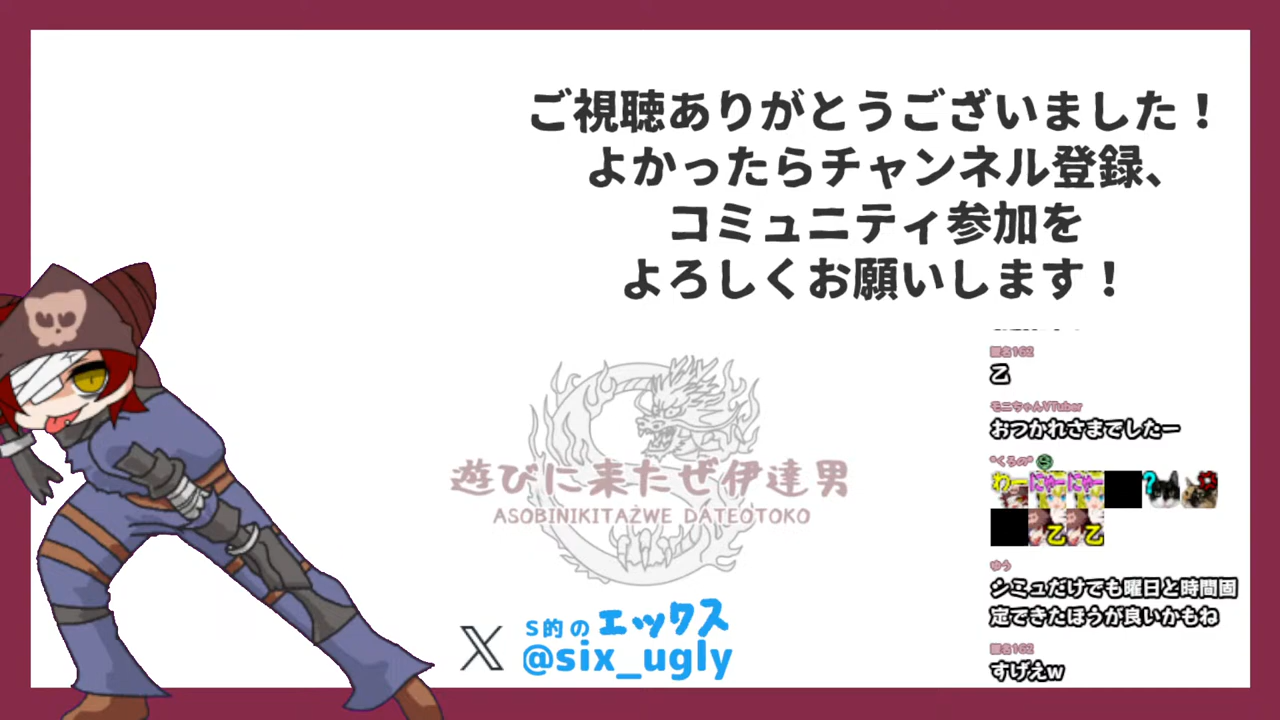 ご視聴ありがとうございました！
よかったらチャンネル登録、
コミュニティ参加を
よろしくお願いします！
遊びに来たぜ伊達男
ASOBINIKITAZWE DATEOTOKO
S的のエックス
@six_ugly
匿名162
乙
モニちゃんVTuber
おつかれさまでしたー
*くろの*
わー にゃー にゃー ?
乙 乙
ゆう
シミュだけでも曜日と時間固
定できたほうが良いかもね
匿名162
すげえw